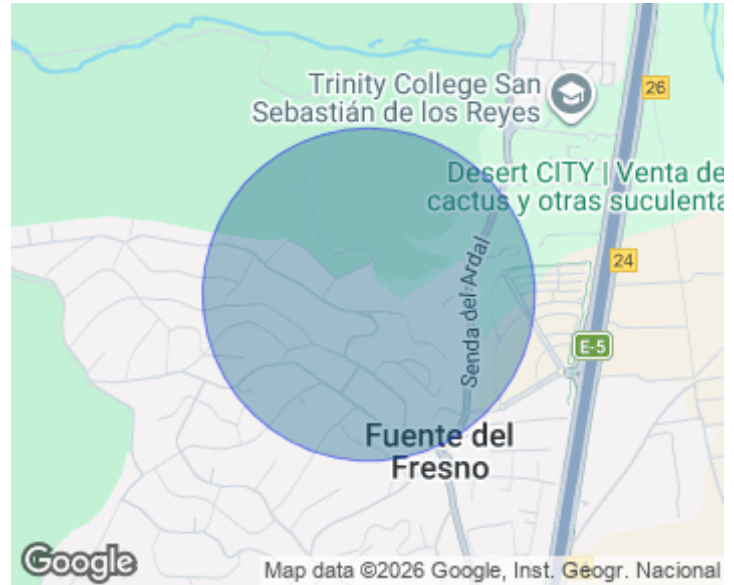 Trinity College San
Sebastián de los Reyes
26
Desert CITY | Venta de
cactus y otras suculenta
24
Senda del Ardal
E-5
Fuente del
Fresno
Google
Map data ©2026 Google, Inst. Geogr. Nacional